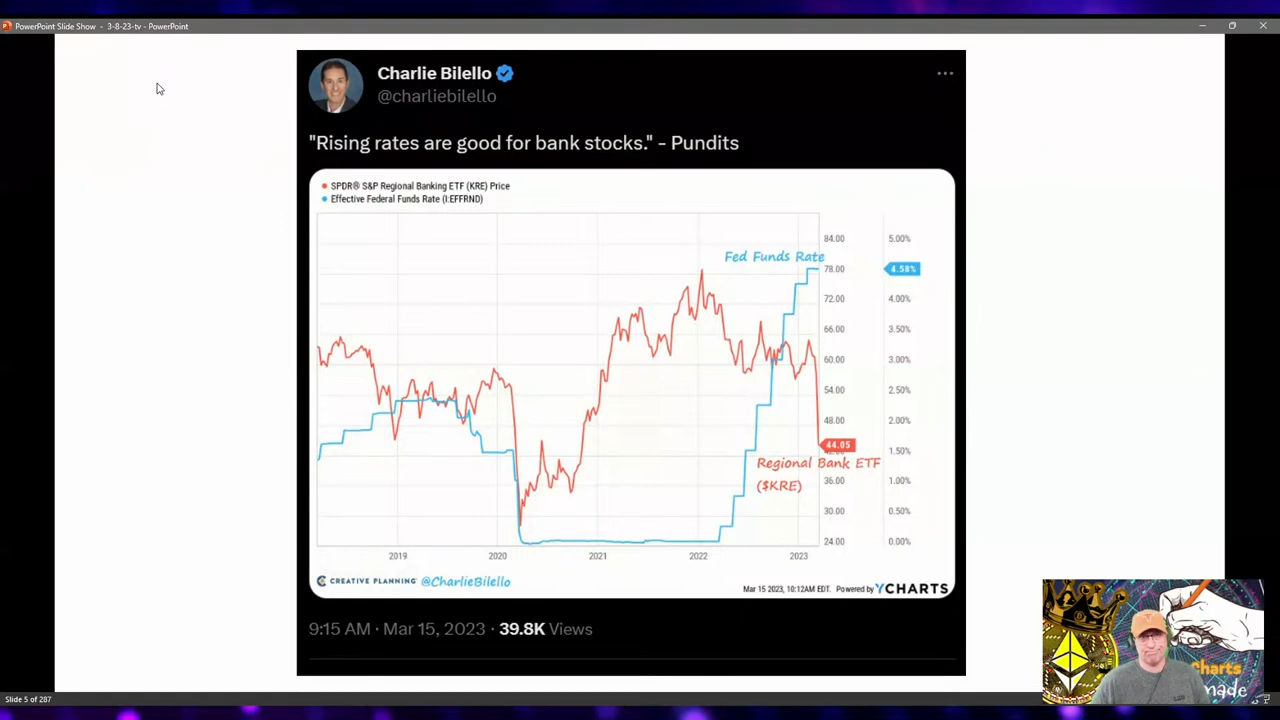 PowerPoint Slide Show - 3-8-23-tv - PowerPoint
Charlie Bilello
@charliebilello
"Rising rates are good for bank stocks." - Pundits
SPDR® S&P Regional Banking ETF (KRE) Price
Effective Federal Funds Rate (I:EFFRND)
Fed Funds Rate
84.00 5.00%
78.00 4.58%
72.00 4.00%
66.00 3.50%
60.00 3.00%
54.00 2.50%
48.00 2.00%
44.05
1.50%
Regional Bank ETF
($KRE)
36.00 1.00%
30.00 0.50%
24.00 0.00%
2019 2020 2021 2022 2023
CREATIVE PLANNING @CharlieBilello
Mar 15 2023, 10:12AM EDT. Powered by YCHARTS
9:15 AM · Mar 15, 2023 · 39.8K Views
Charts
made
Slide 5 of 287